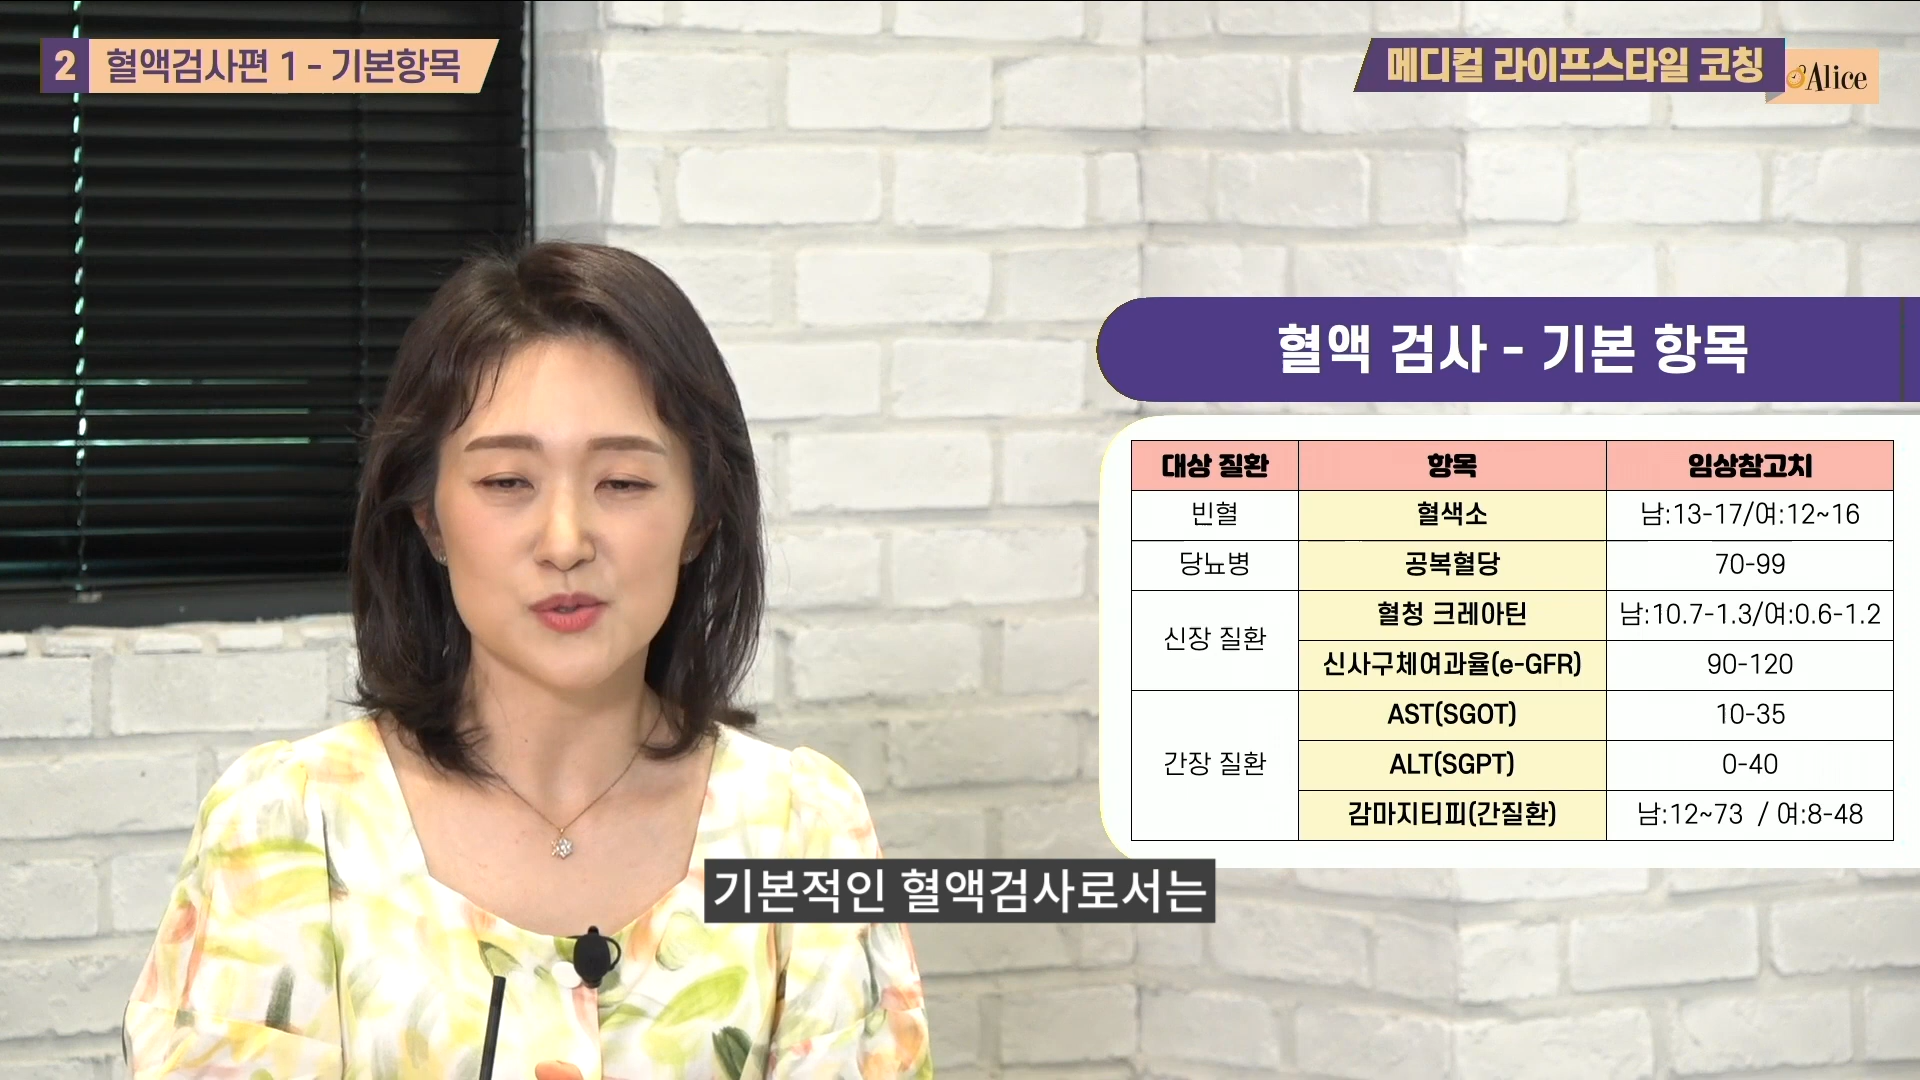 2 혈액검사편 1 - 기본항목
메디컬 라이프스타일 코칭
Alice
혈액 검사 - 기본 항목
대상 질환 항목 임상참고치
빈혈 혈색소 남:13-17/여:12~16
당뇨병 공복혈당 70-99
신장 질환 혈청 크레아틴 남:10.7-1.3/여:0.6-1.2
신사구체여과율(e-GFR) 90-120
간장 질환 AST(SGOT) 10-35
ALT(SGPT) 0-40
감마지티피(간질환) 남:12~73 / 여:8-48
기본적인 혈액검사로서는